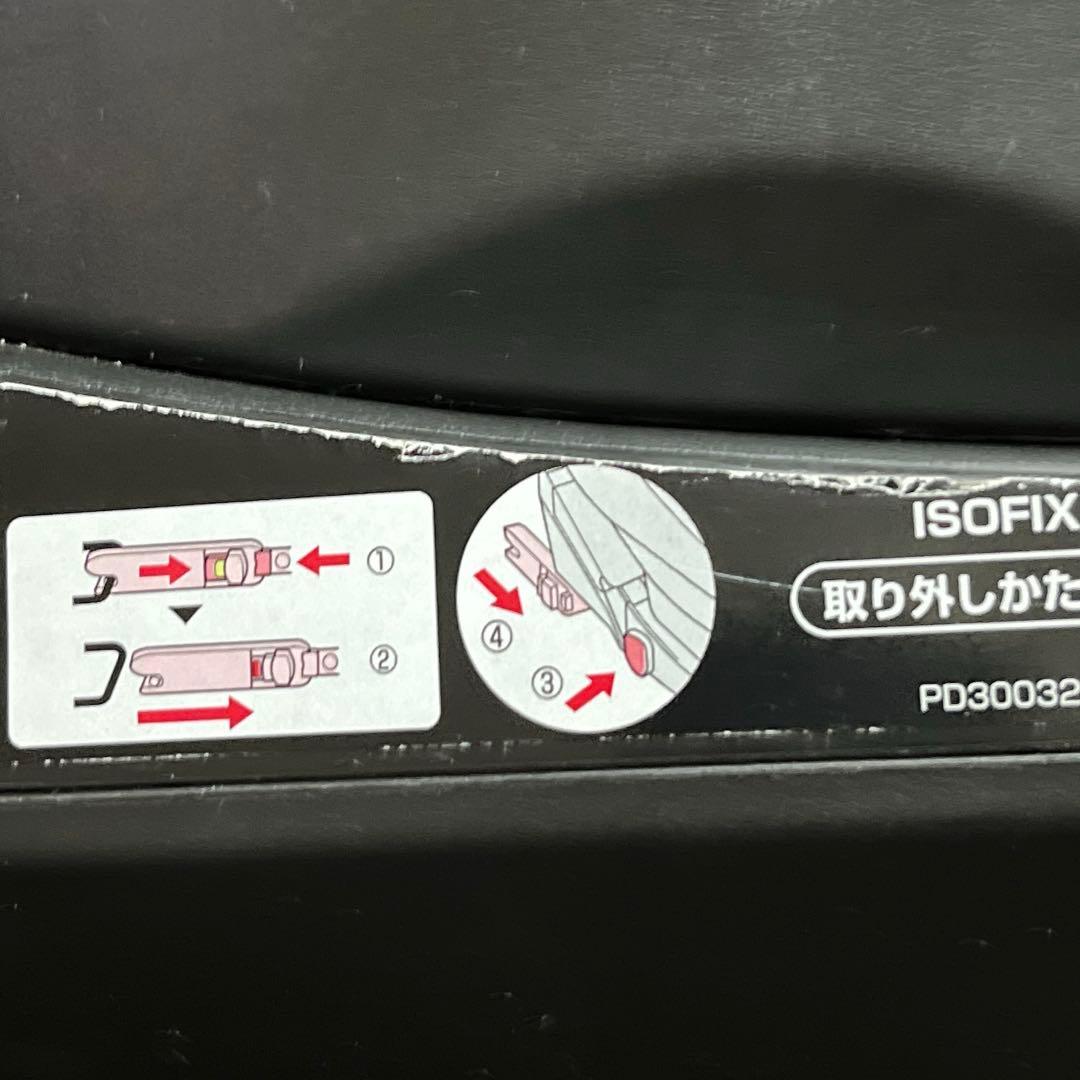 ①
②
④
③
ISOFIX
取り外しかた
PD30032